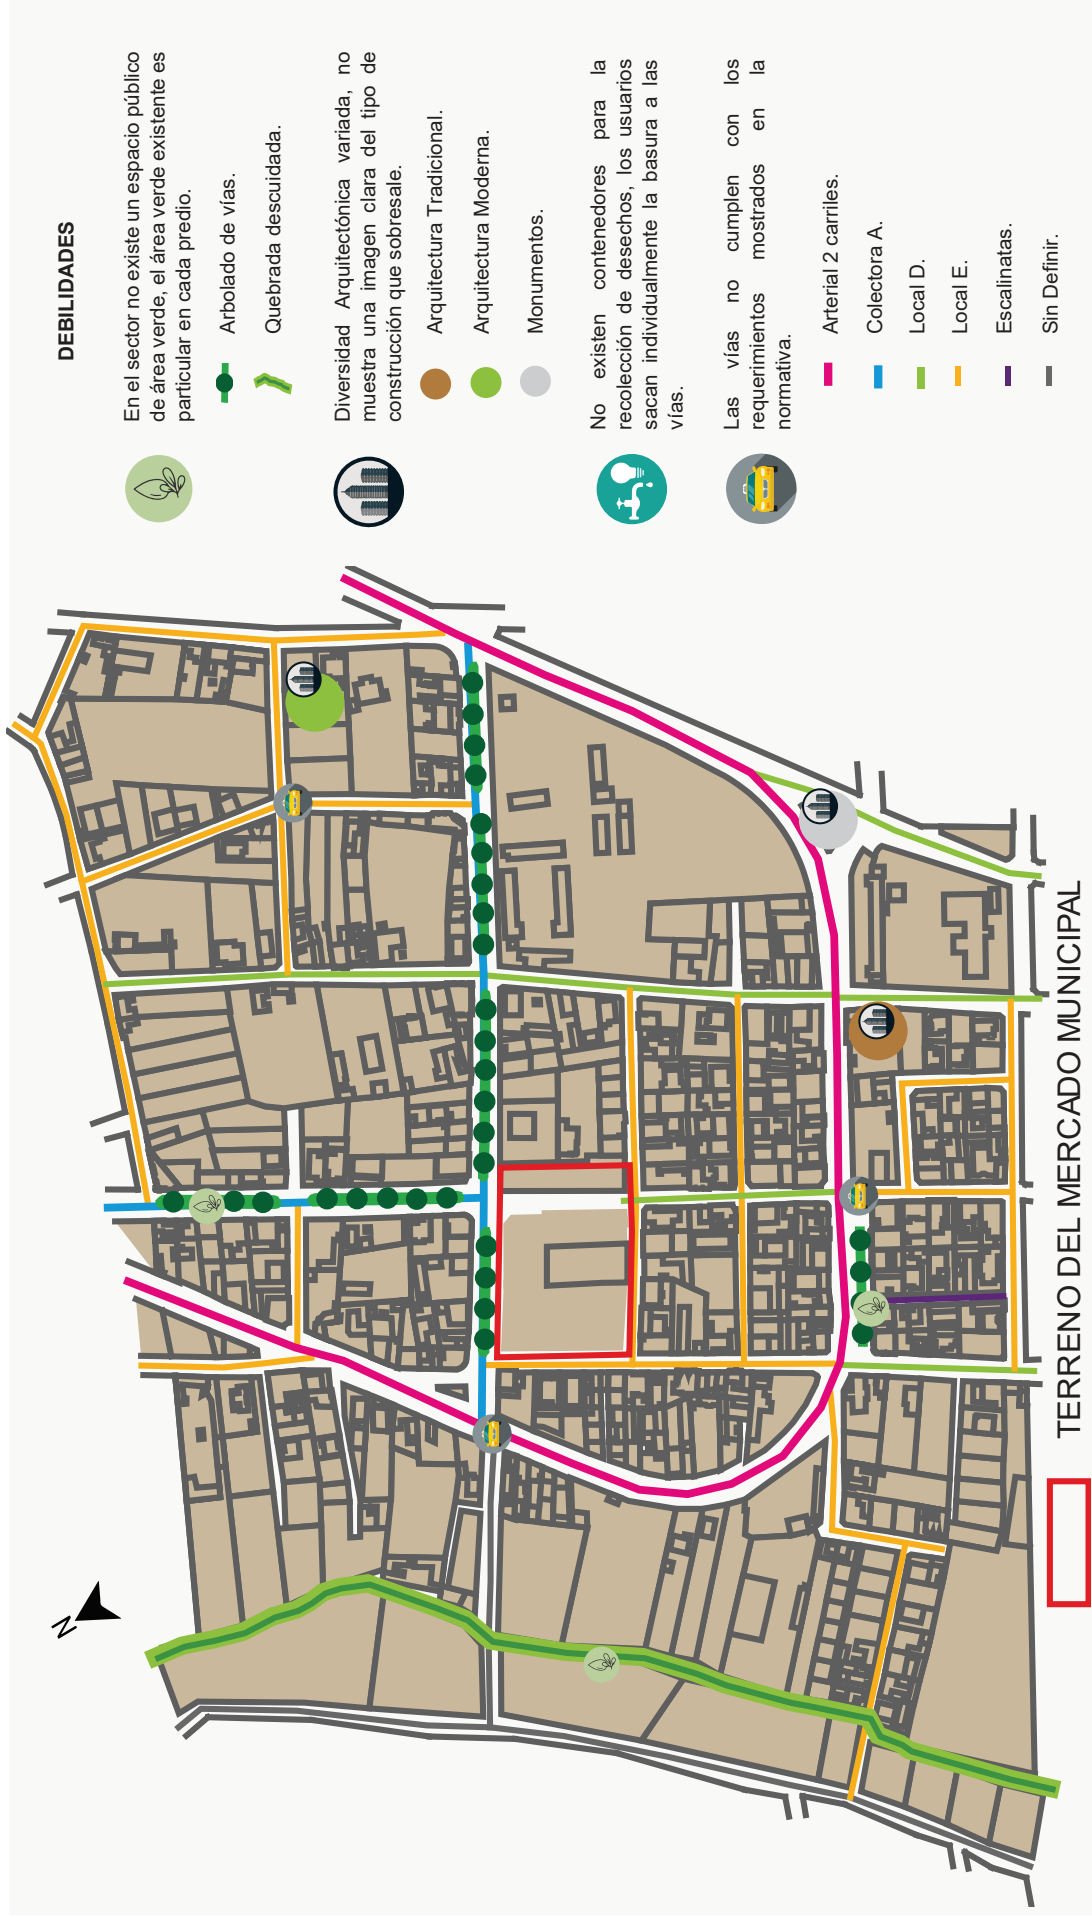 DEBILIDADES
En el sector no existe un espacio público
de área verde, el área verde existente es
particular en cada predio.
Arbolado de vías.
Quebrada descuidada.
Diversidad Arquitectónica variada, no
muestra una imagen clara del tipo de
construcción que sobresale.
Arquitectura Tradicional.
Arquitectura Moderna.
Monumentos.
No existen contenedores para la
recolección de desechos, los usuarios
sacan individualmente la basura a las
vías.
Las vías no cumplen con los
requerimientos mostrados en la
normativa.
Arterial 2 carriles.
Colectora A.
Local D.
Local E.
Escalinatas.
Sin Definir.
N
TERRENO DEL MERCADO MUNICIPAL